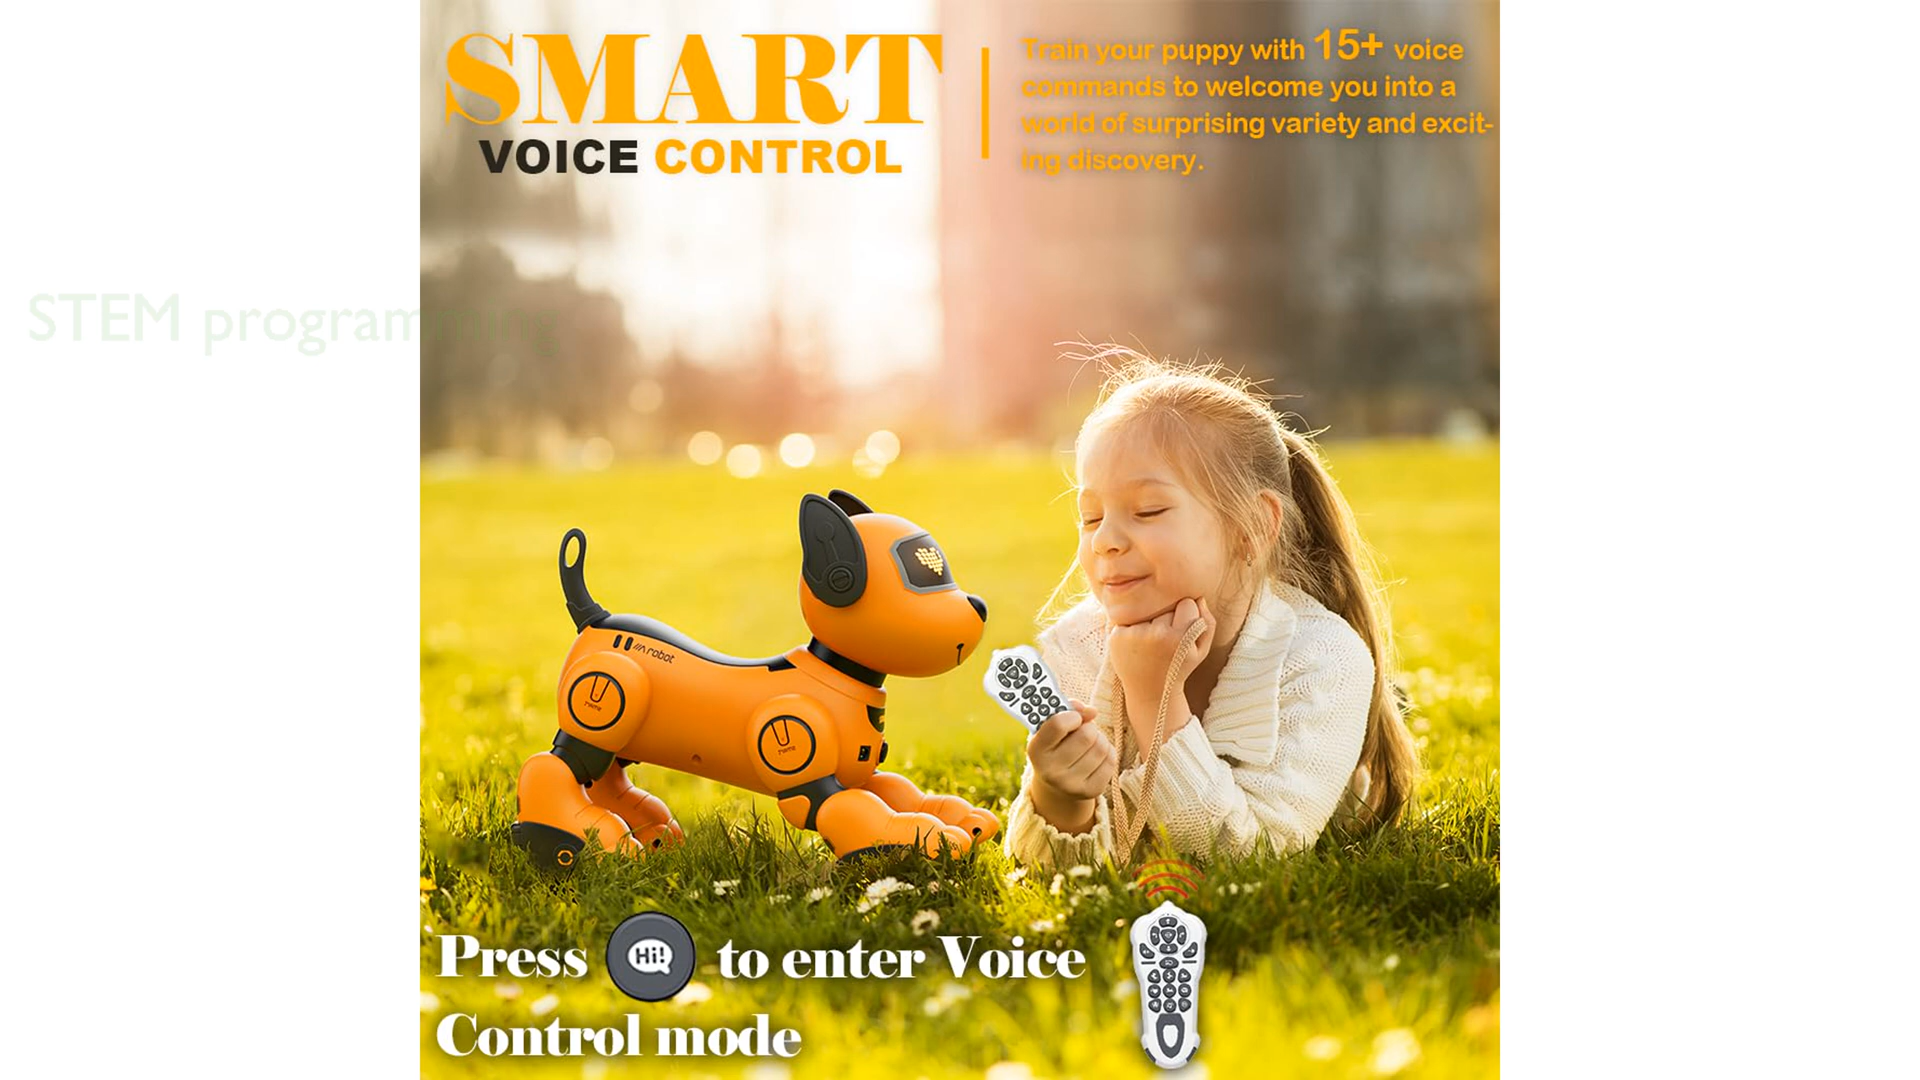 SMART
VOICE CONTROL
Train your puppy with 15+ voice
commands to welcome you into a
world of surprising variety and excit-
ing discovery.
STEM programming
robot
Press Hi! to enter Voice
Control mode